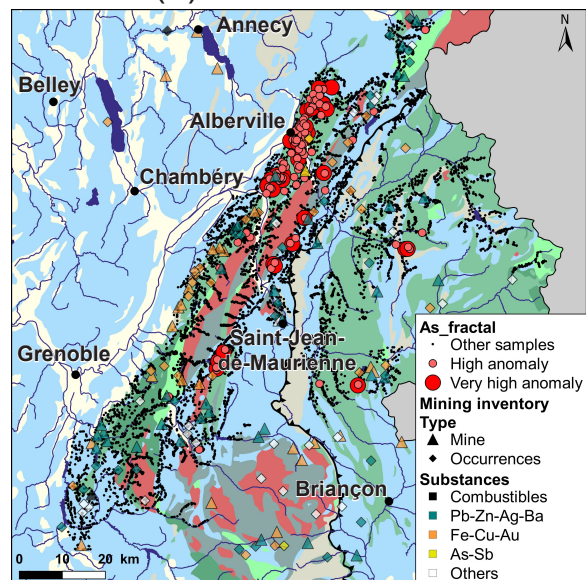 Annecy
N
Belley
Alberville
Chambéry
Saint-Jean-
de-Maurienne
Grenoble
Briançon
0 10 20 km
As_fractal
Other samples
High anomaly
Very high anomaly
Mining inventory
Type
Mine
Occurrences
Substances
Combustibles
Pb-Zn-Ag-Ba
Fe-Cu-Au
As-Sb
Others